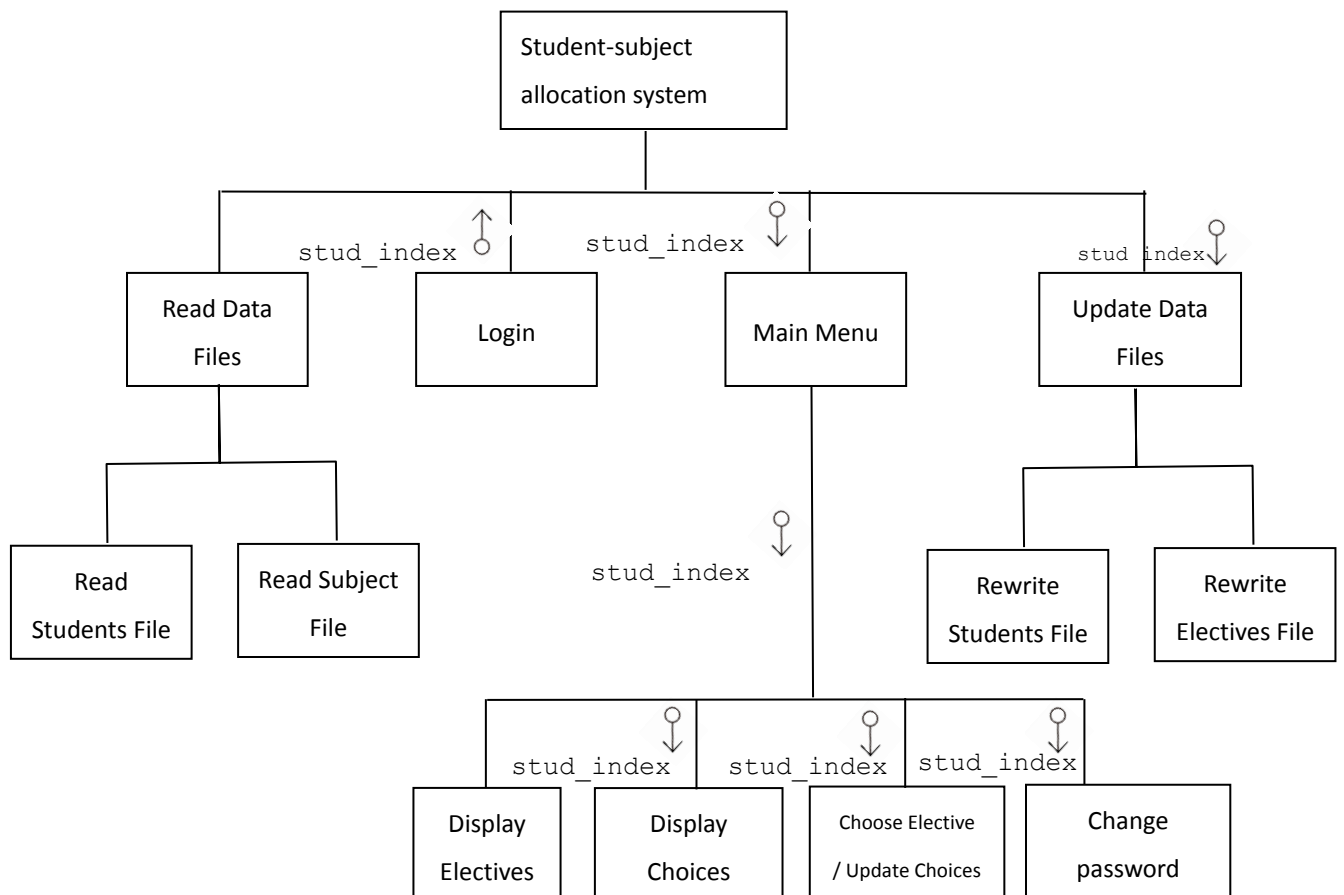 Student-subject
allocation system
stud_index
stud_index
stud index
Read Data
Files
Login
Main Menu
Update Data
Files
stud_index
Read
Students File
Read Subject
File
Rewrite
Students File
Rewrite
Electives File
stud_index
stud_index
stud_index
Display
Electives
Display
Choices
Choose Elective
/ Update Choices
Change
password